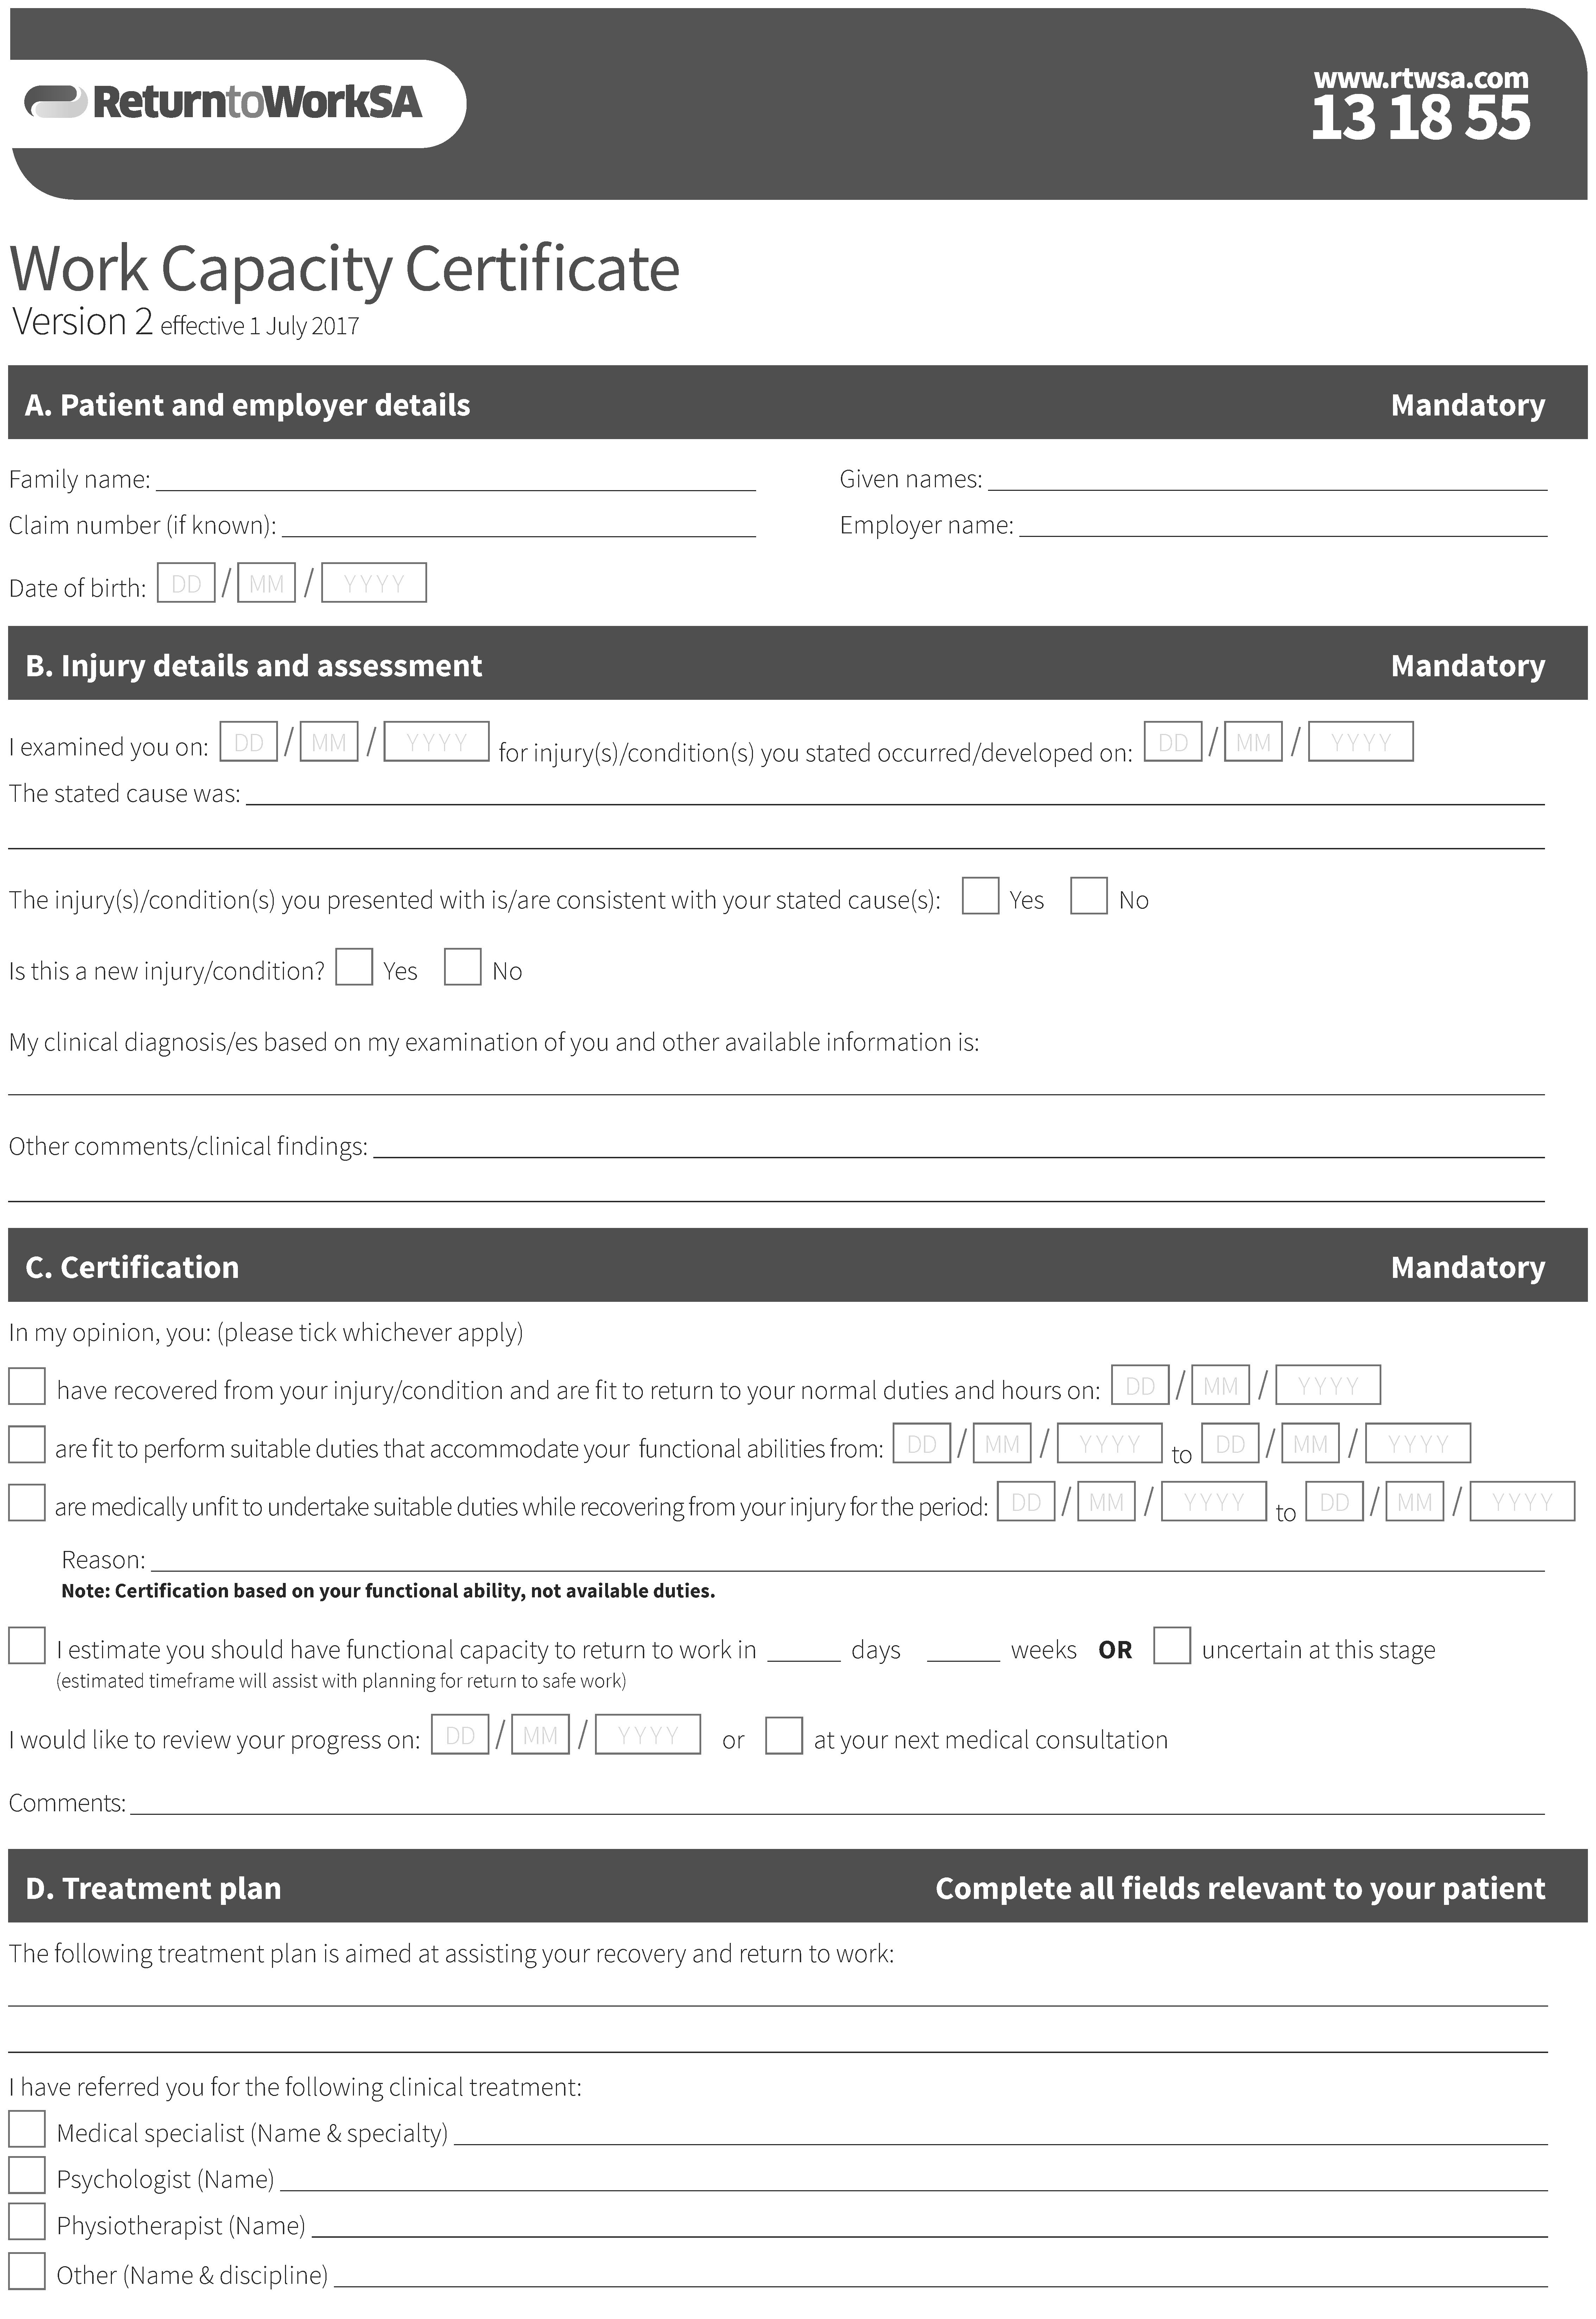 ReturntoWorkSA
www.rtwsa.com
13 18 55
Work Capacity Certificate
Version 2 effective 1 July 2017
A. Patient and employer details Mandatory
Family name: Given names:
Claim number (if known): Employer name:
Date of birth: DD / MM / YYYY
B. Injury details and assessment Mandatory
I examined you on: DD / MM / YYYY for injury(s)/condition(s) you stated occurred/developed on: DD / MM / YYYY
The stated cause was:
The injury(s)/condition(s) you presented with is/are consistent with your stated cause(s): Yes No
Is this a new injury/condition? Yes No
My clinical diagnosis/es based on my examination of you and other available information is:
Other comments/clinical findings:
C. Certification Mandatory
In my opinion, you: (please tick whichever apply)
have recovered from your injury/condition and are fit to return to your normal duties and hours on: DD / MM / YYYY
are fit to perform suitable duties that accommodate your functional abilities from: DD / MM / YYYY to DD / MM / YYYY
are medically unfit to undertake suitable duties while recovering from your injury for the period: DD / MM / YYYY to DD / MM / YYYY
Reason:
Note: Certification based on your functional ability, not available duties.
I estimate you should have functional capacity to return to work in days weeks OR uncertain at this stage
(estimated timeframe will assist with planning for return to safe work)
I would like to review your progress on: DD / MM / YYYY or at your next medical consultation
Comments:
D. Treatment plan Complete all fields relevant to your patient
The following treatment plan is aimed at assisting your recovery and return to work:
I have referred you for the following clinical treatment:
Medical specialist (Name & specialty)
Psychologist (Name)
Physiotherapist (Name)
Other (Name & discipline)